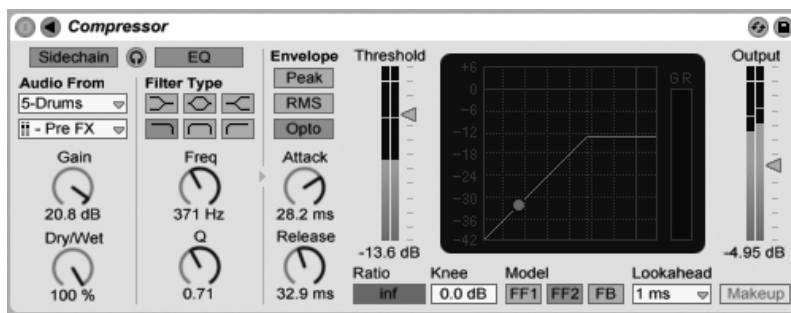 Compressor
Sidechain EQ Envelope Threshold Output
Audio From Filter Type Peak
5-Drums RMS
- Pre FX Opto
Gain Freq Attack
20.8 dB 371 Hz 28.2 ms
Dry/Wet Q Release
100 % 0.71 32.9 ms
+6
0
-6
-12
-18
-24
-30
-36
-42
GR
-13.6 dB -4.95 dB
Ratio Knee Model Lookahead
inf 0.0 dB FF1 FF2 FB 1 ms Makeup